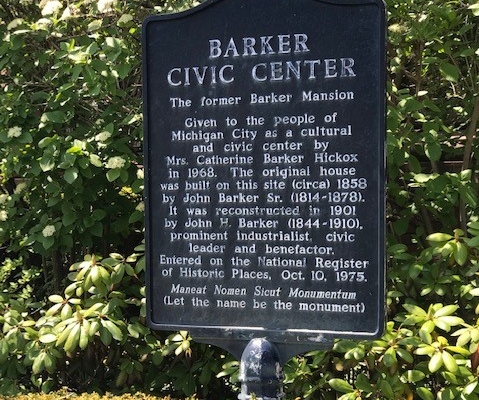 BARKER
CIVIC CENTER
The former Barker Mansion
Given to the people of
Michigan City as a cultural
and civic center by
Mrs. Catherine Barker Hickox
in 1968. The original house
was built on this site (circa) 1858
by John Barker Sr. (1814-1878).
It was reconstructed in 1901
by John H. Barker (1844-1910),
prominent industrialist, civic
leader and benefactor.
Entered on the National Register
of Historic Places, Oct. 10, 1975.
Maneat Nomen Sicut Monumentum
(Let the name be the monument)